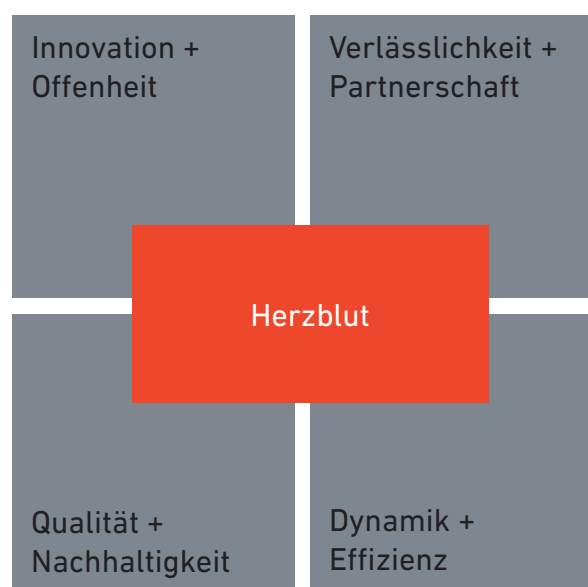 Innovation +
Offenheit
Verlässlichkeit +
Partnerschaft
Herzblut
Qualität +
Nachhaltigkeit
Dynamik +
Effizienz